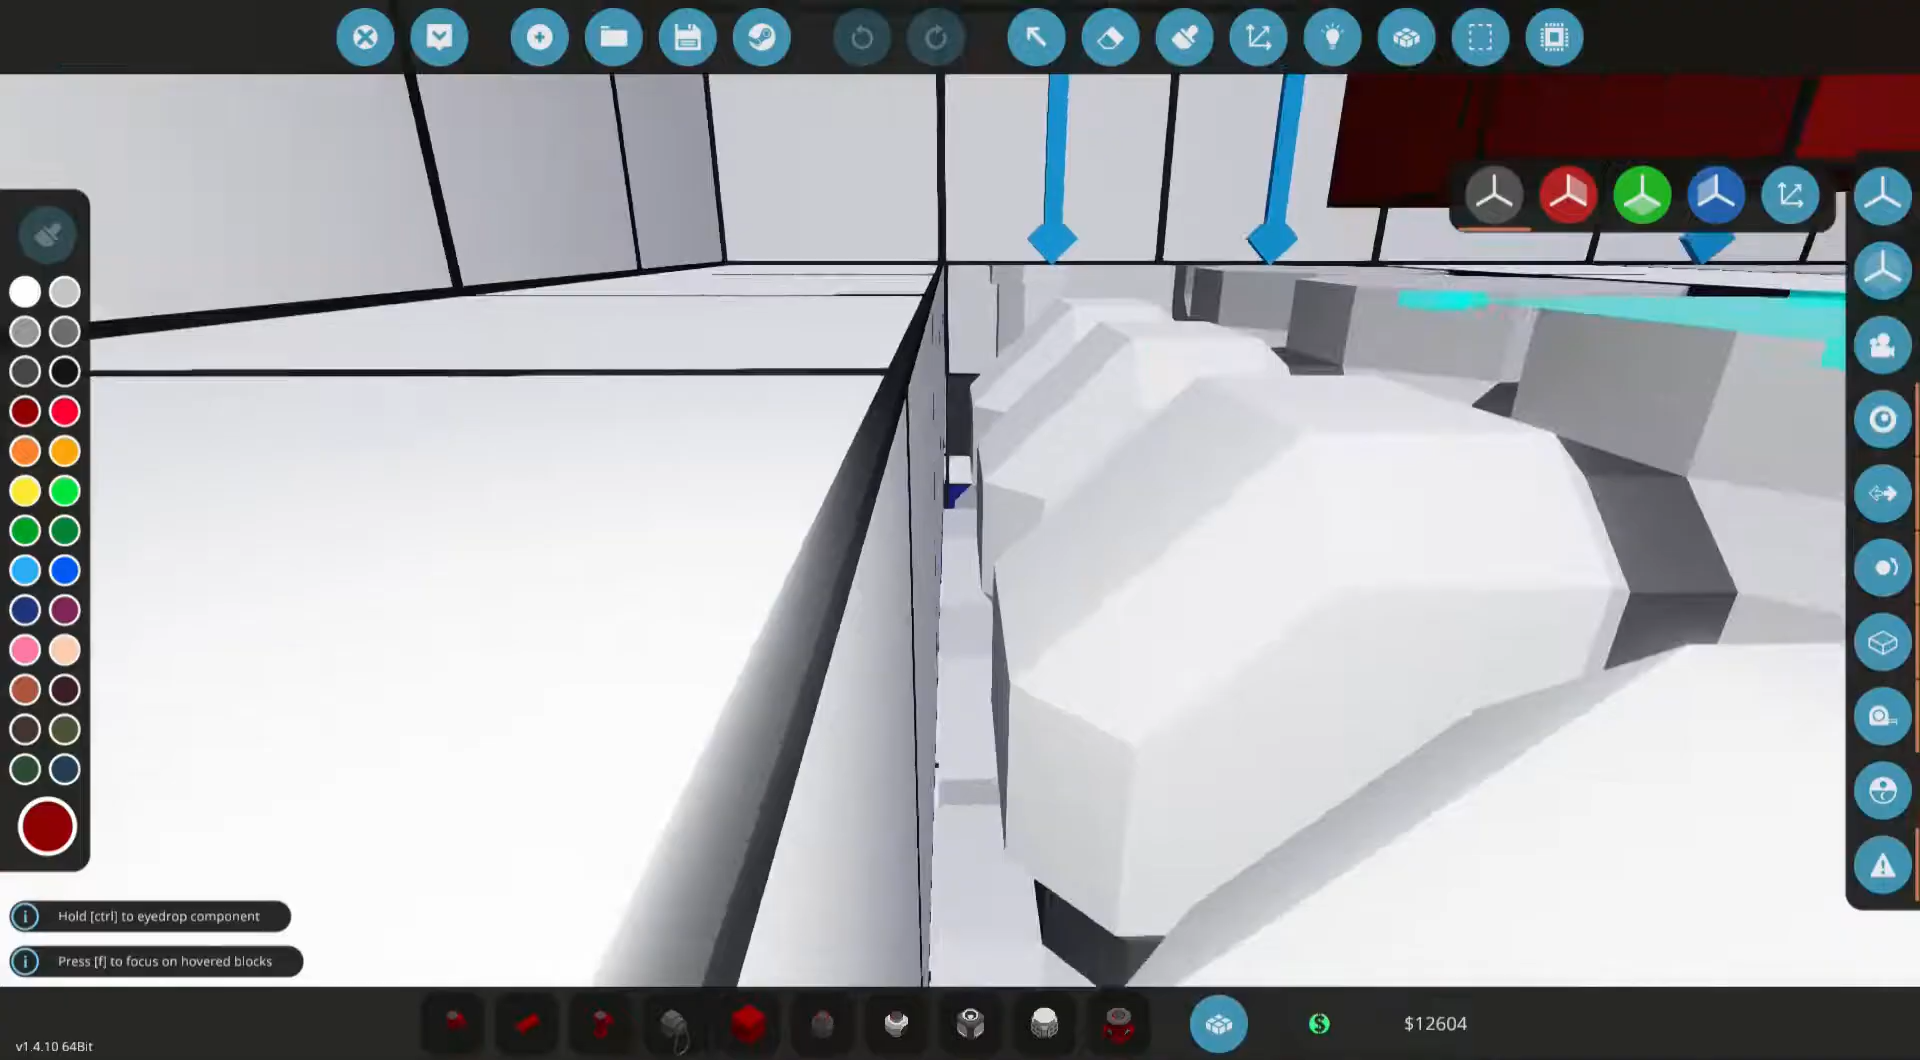 Hold [ctrl] to eyedrop component
Press [f] to focus on hovered blocks
$12604
v1.4.10 64Bit